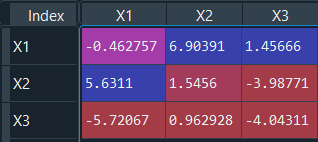 Index X1 X2 X3
X1 -0.462757 6.90391 1.45666
X2 5.6311 1.5456 -3.98771
X3 -5.72067 0.962928 -4.04311